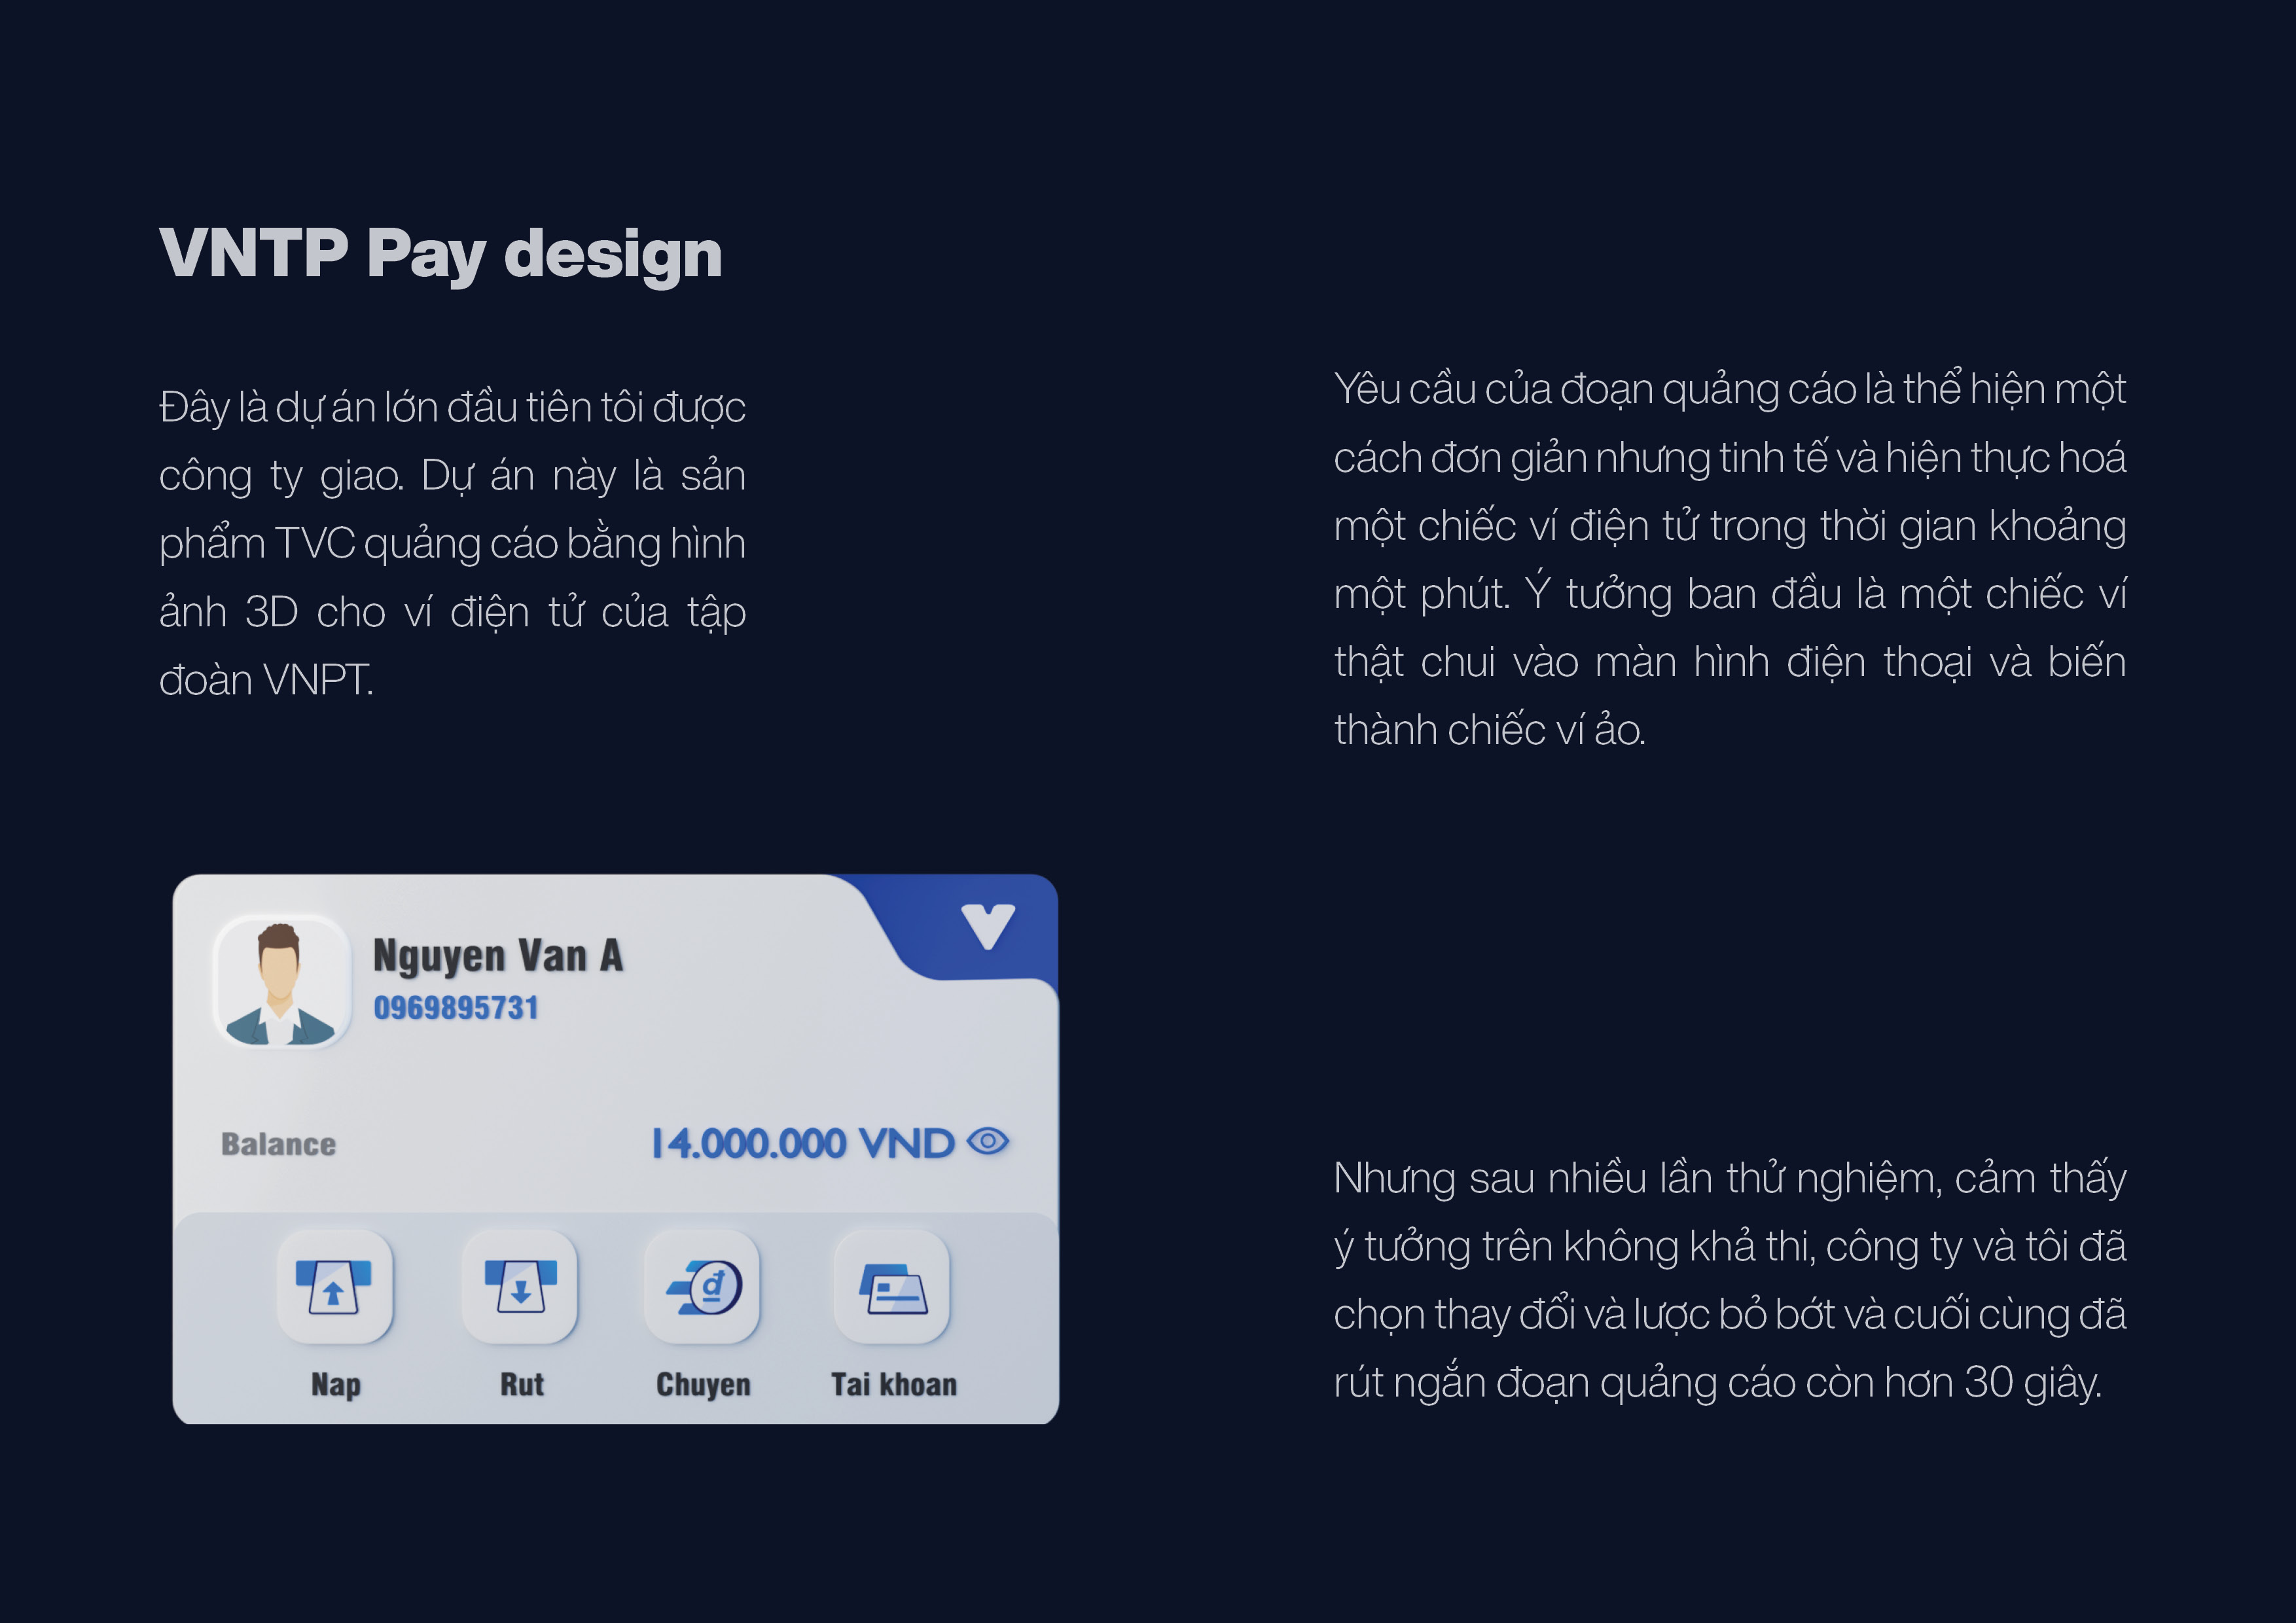 VNTP Pay design
Đây là dự án lớn đầu tiên tôi được
công ty giao. Dự án này là sản
phẩm TVC quảng cáo bằng hình
ảnh 3D cho ví điện tử của tập
đoàn VNPT.
Yêu cầu của đoạn quảng cáo là thể hiện một
cách đơn giản nhưng tinh tế và hiện thực hoá
một chiếc ví điện tử trong thời gian khoảng
một phút. Ý tưởng ban đầu là một chiếc ví
thật chui vào màn hình điện thoại và biến
thành chiếc ví ảo.
Nguyen Van A
0969895731
Balance
14.000.000 VND
đ
Nap
Rut
Chuyen
Tai khoan
Nhưng sau nhiều lần thử nghiệm, cảm thấy
ý tưởng trên không khả thi, công ty và tôi đã
chọn thay đổi và lược bỏ bớt và cuối cùng đã
rút ngắn đoạn quảng cáo còn hơn 30 giây.